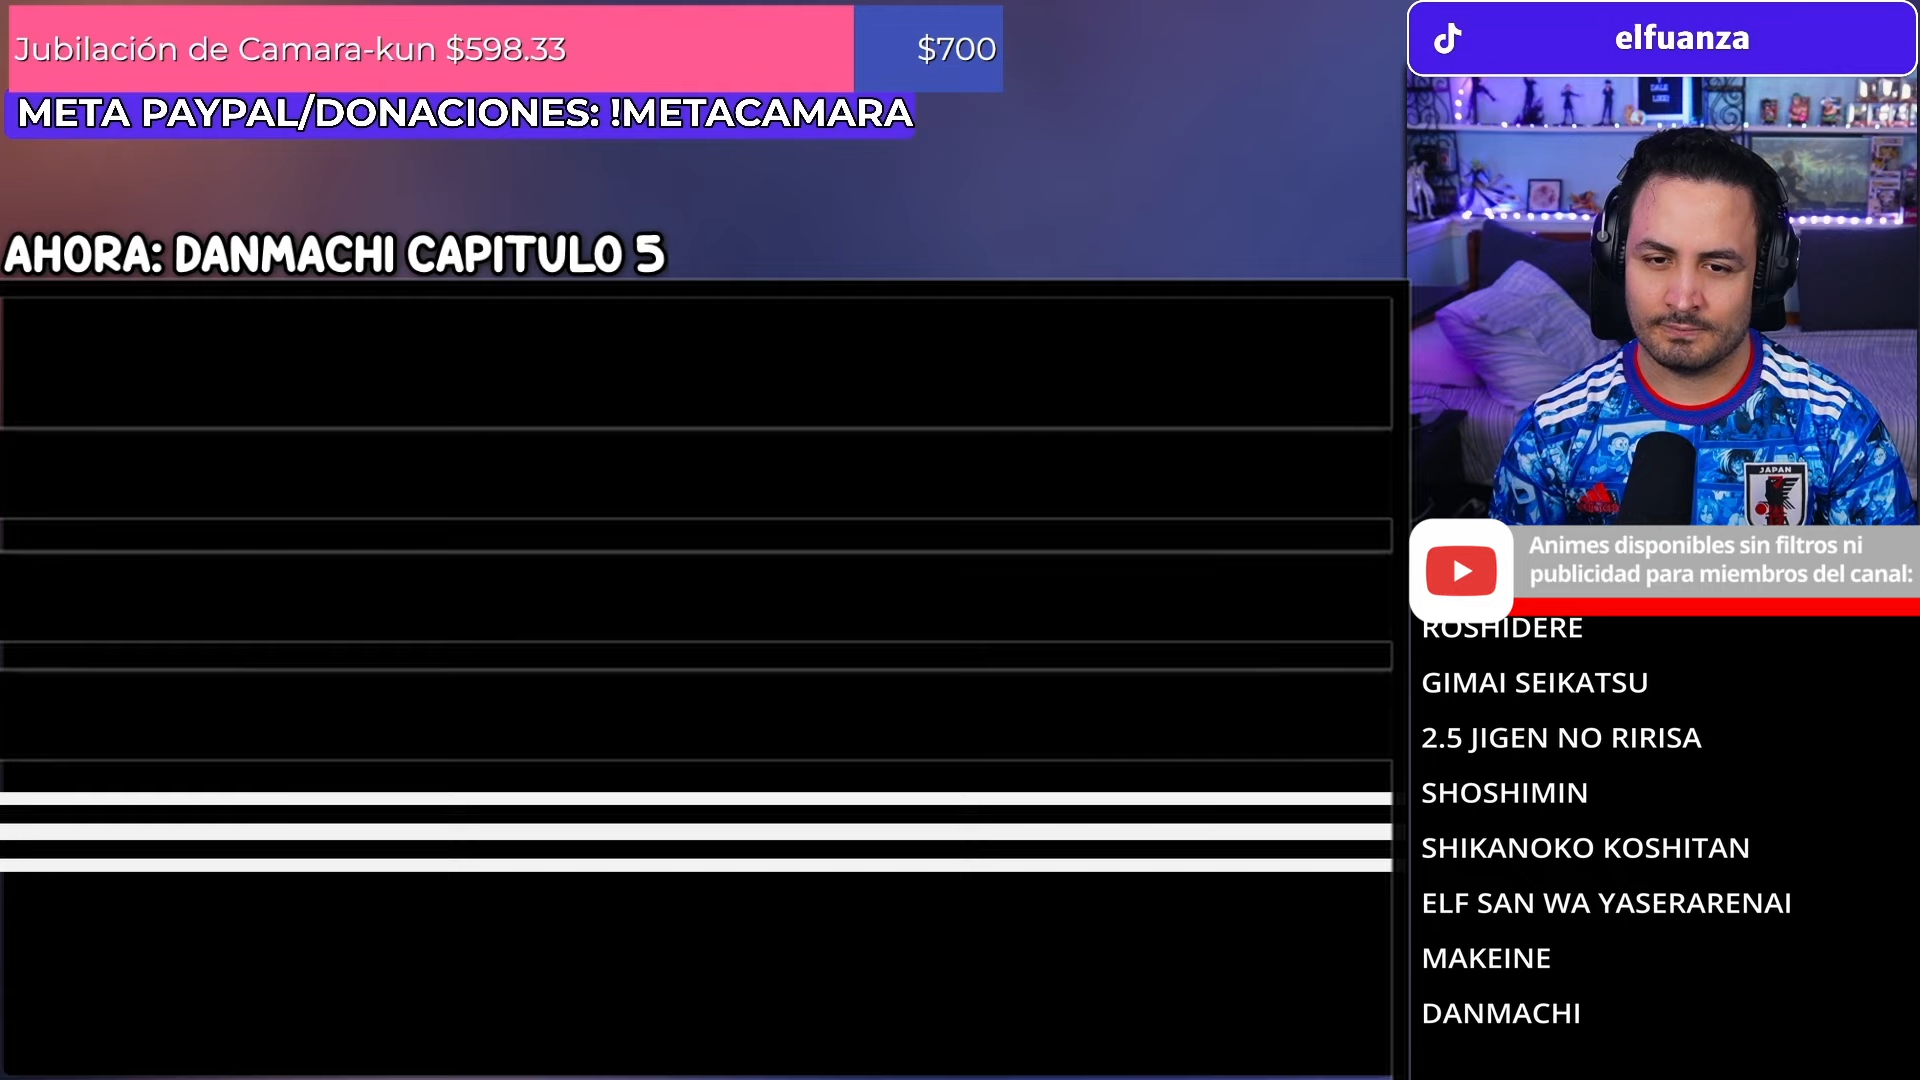 Jubilación de Camara-kun $598.33 $700
META PAYPAL/DONACIONES: !METACAMARA
AHORA: DANMACHI CAPITULO 5
elfuanza
JAPAN
Animes disponibles sin filtros ni
publicidad para miembros del canal:
ROSHIDERE
GIMAI SEIKATSU
2.5 JIGEN NO RIRISA
SHOSHIMIN
SHIKANOKO KOSHITAN
ELF SAN WA YASERARENAI
MAKEINE
DANMACHI